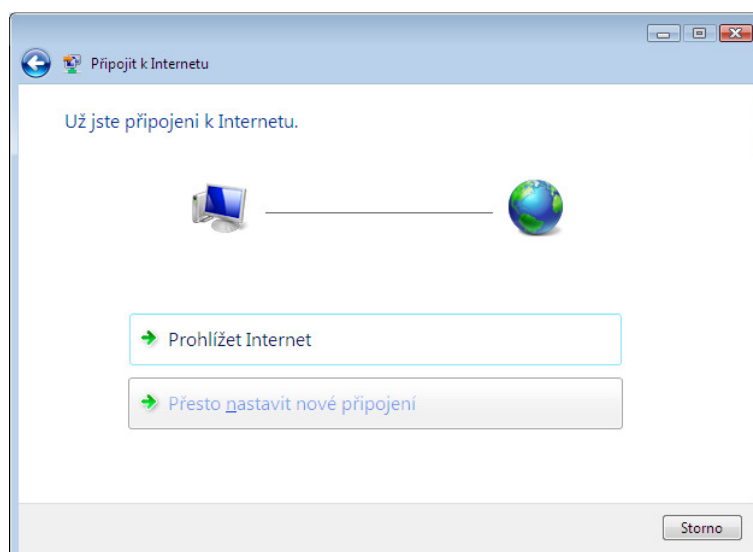 Připojit k Internetu
Už jste připojeni k Internetu.
Prohlížet Internet
Přesto nastavit nové připojení
Storno